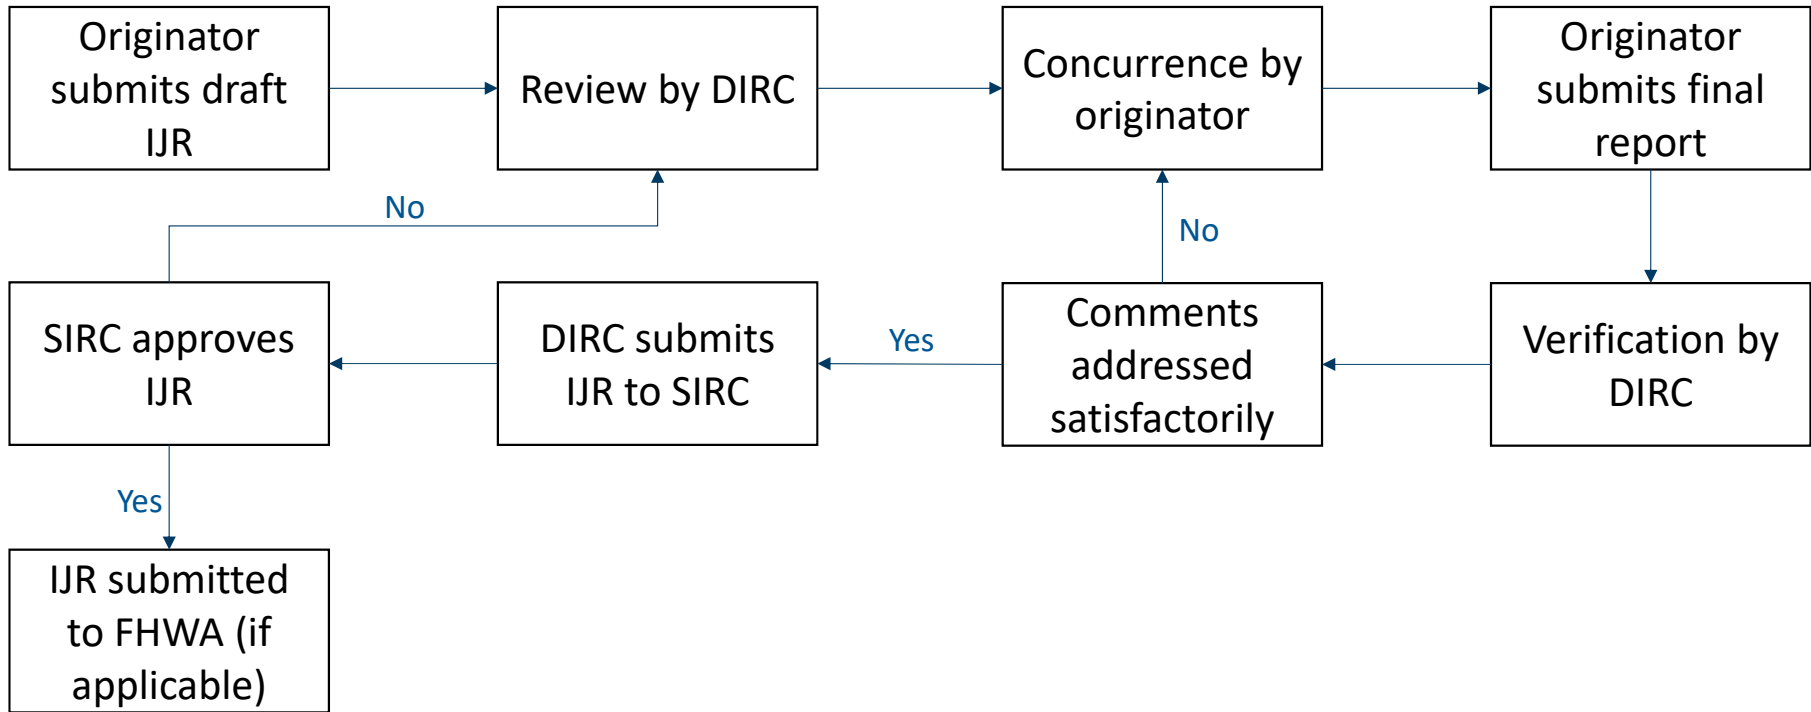 Originator
submits draft
IJR
Review by DIRC
Concurrence by
originator
Originator
submits final
report
No
No
SIRC approves
IJR
DIRC submits
IJR to SIRC
Yes
Comments
addressed
satisfactorily
Verification by
DIRC
Yes
IJR submitted
to FHWA (if
applicable)